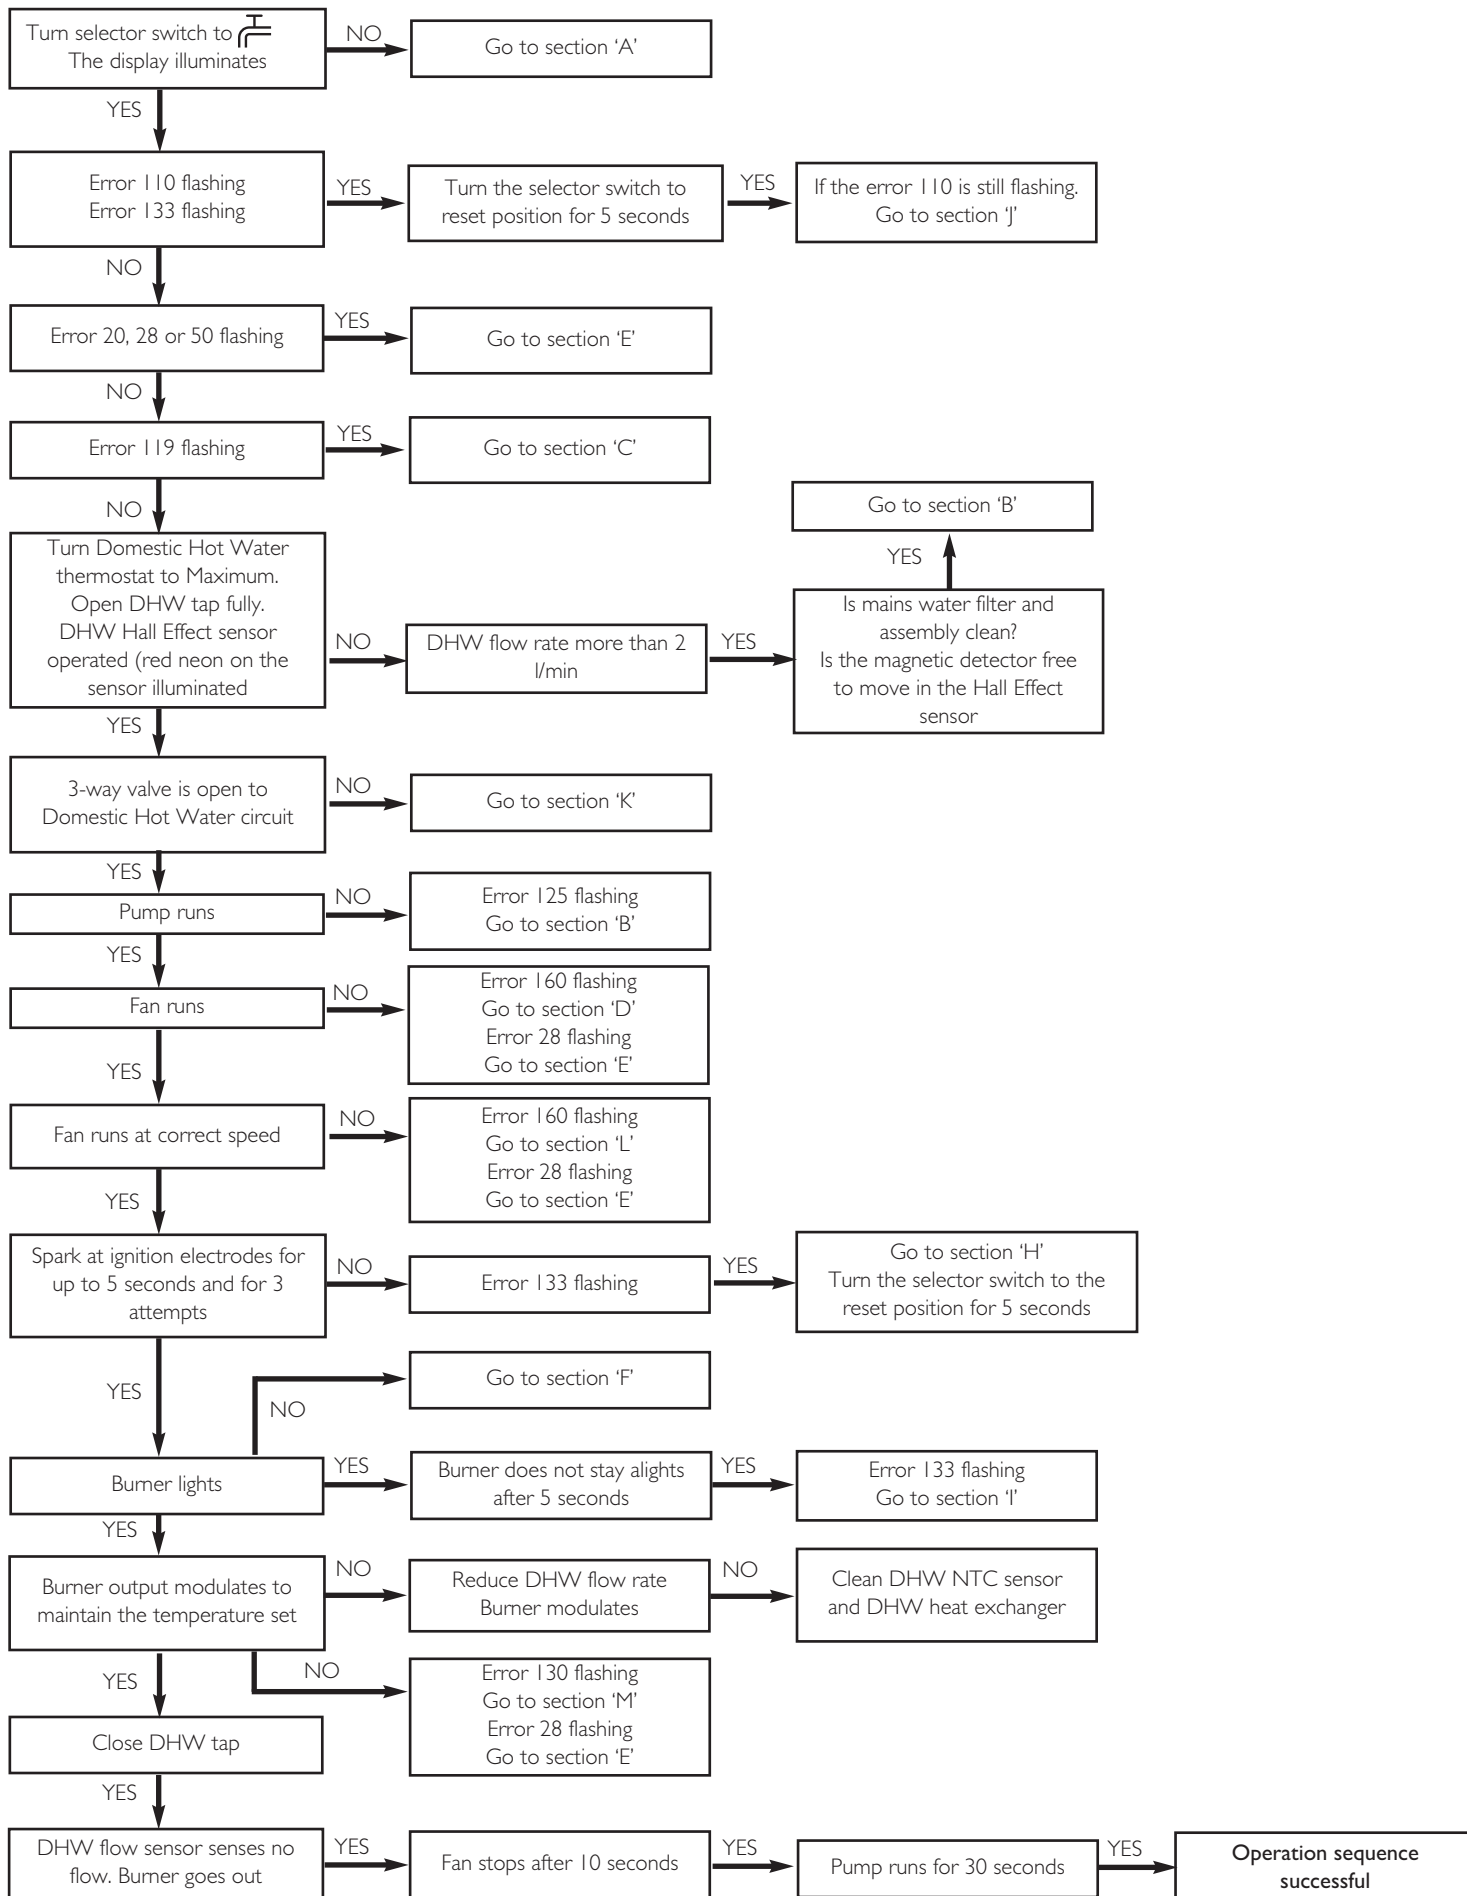 Turn selector switch to
The display illuminates
NO
Go to section ‘A’
YES
Error 110 flashing
Error 133 flashing
YES
Turn the selector switch to
reset position for 5 seconds
YES
If the error 110 is still flashing.
Go to section ‘J’
NO
Error 20, 28 or 50 flashing
YES
Go to section ‘E’
NO
Error 119 flashing
YES
Go to section ‘C’
NO
Turn Domestic Hot Water
thermostat to Maximum.
Open DHW tap fully.
DHW Hall Effect sensor
operated (red neon on the
sensor illuminated
NO
DHW flow rate more than 2
l/min
YES
Is mains water filter and
assembly clean?
Is the magnetic detector free
to move in the Hall Effect
sensor
YES
Go to section ‘B’
YES
3-way valve is open to
Domestic Hot Water circuit
NO
Go to section ‘K’
YES
Pump runs
NO
Error 125 flashing
Go to section ‘B’
YES
Fan runs
NO
Error 160 flashing
Go to section ‘D’
Error 28 flashing
Go to section ‘E’
YES
Fan runs at correct speed
NO
Error 160 flashing
Go to section ‘L’
Error 28 flashing
Go to section ‘E’
YES
Spark at ignition electrodes for
up to 5 seconds and for 3
attempts
NO
Error 133 flashing
YES
Go to section ‘H’
Turn the selector switch to the
reset position for 5 seconds
YES
NO
Go to section ‘F’
Burner lights
YES
Burner does not stay alights
after 5 seconds
YES
Error 133 flashing
Go to section ‘I’
YES
Burner output modulates to
maintain the temperature set
NO
Reduce DHW flow rate
Burner modulates
NO
Clean DHW NTC sensor
and DHW heat exchanger
NO
Error 130 flashing
Go to section ‘M’
Error 28 flashing
Go to section ‘E’
YES
Close DHW tap
YES
DHW flow sensor senses no
flow. Burner goes out
YES
Fan stops after 10 seconds
YES
Pump runs for 30 seconds
YES
Operation sequence
successful